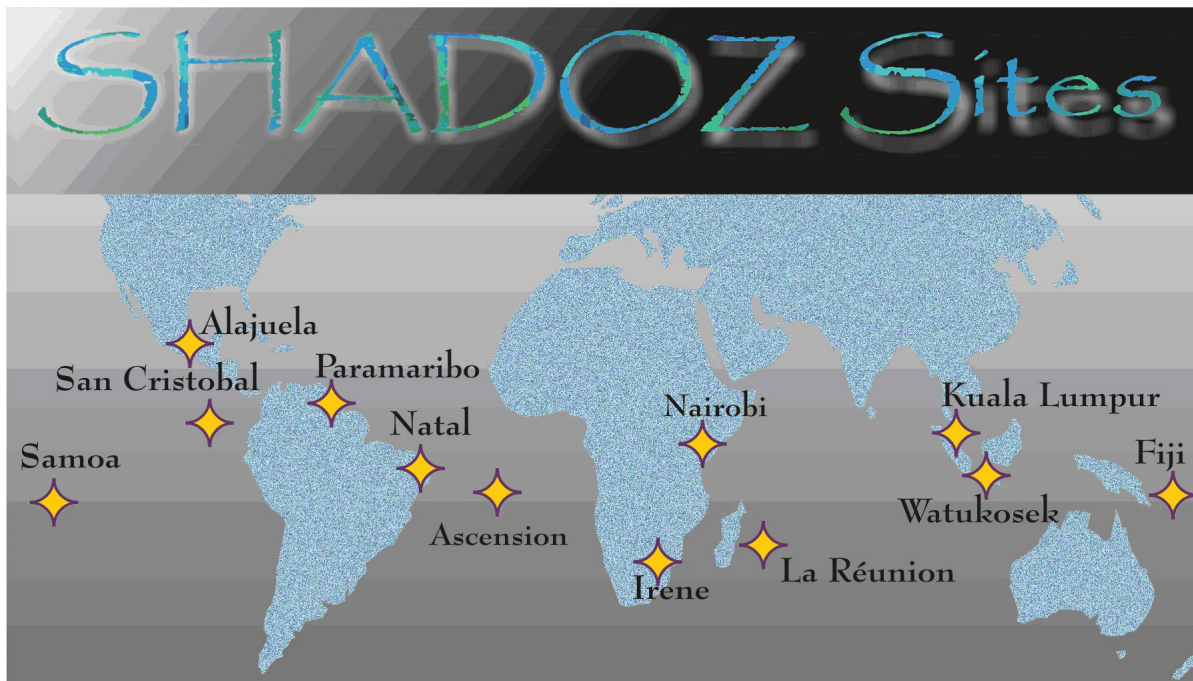 SHADOZ Sites
Alajuela
San Cristobal
Paramaribo
Natal
Samoa
Ascension
Nairobi
Irene
La Réunion
Kuala Lumpur
Watukosek
Fiji